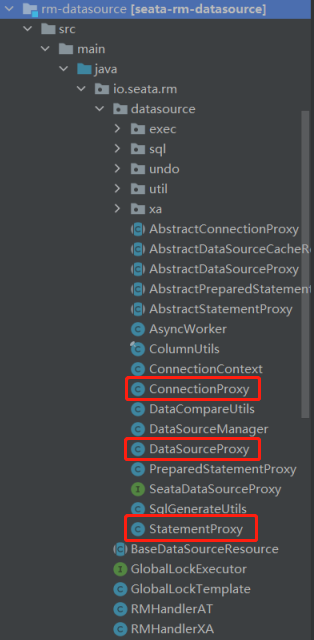 rm-datasource [seata-rm-datasource]
src
main
java
io.seata.rm
datasource
exec
sql
undo
util
xa
AbstractConnectionProxy
AbstractDataSourceCacheRe
AbstractDataSourceProxy
AbstractPreparedStatement
AbstractStatementProxy
AsyncWorker
ColumnUtils
ConnectionContext
ConnectionProxy
DataCompareUtils
DataSourceManager
DataSourceProxy
PreparedStatementProxy
SeataDataSourceProxy
SqlGenerateUtils
StatementProxy
BaseDataSourceResource
GlobalLockExecutor
GlobalLockTemplate
RMHandlerAT
RMHandlerXA